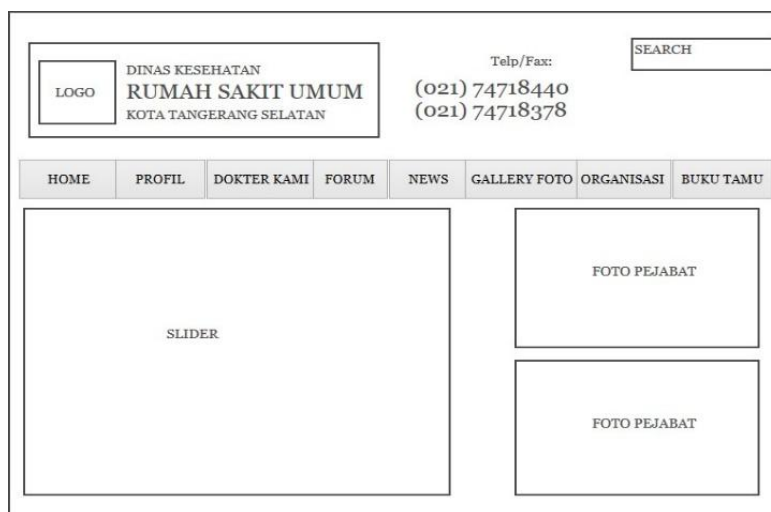 LOGO
DINAS KESEHATAN
RUMAH SAKIT UMUM
KOTA TANGERANG SELATAN
Telp/Fax:
(021) 74718440
(021) 74718378
SEARCH
HOME PROFIL DOKTER KAMI FORUM NEWS GALLERY FOTO ORGANISASI BUKU TAMU
SLIDER
FOTO PEJABAT
FOTO PEJABAT